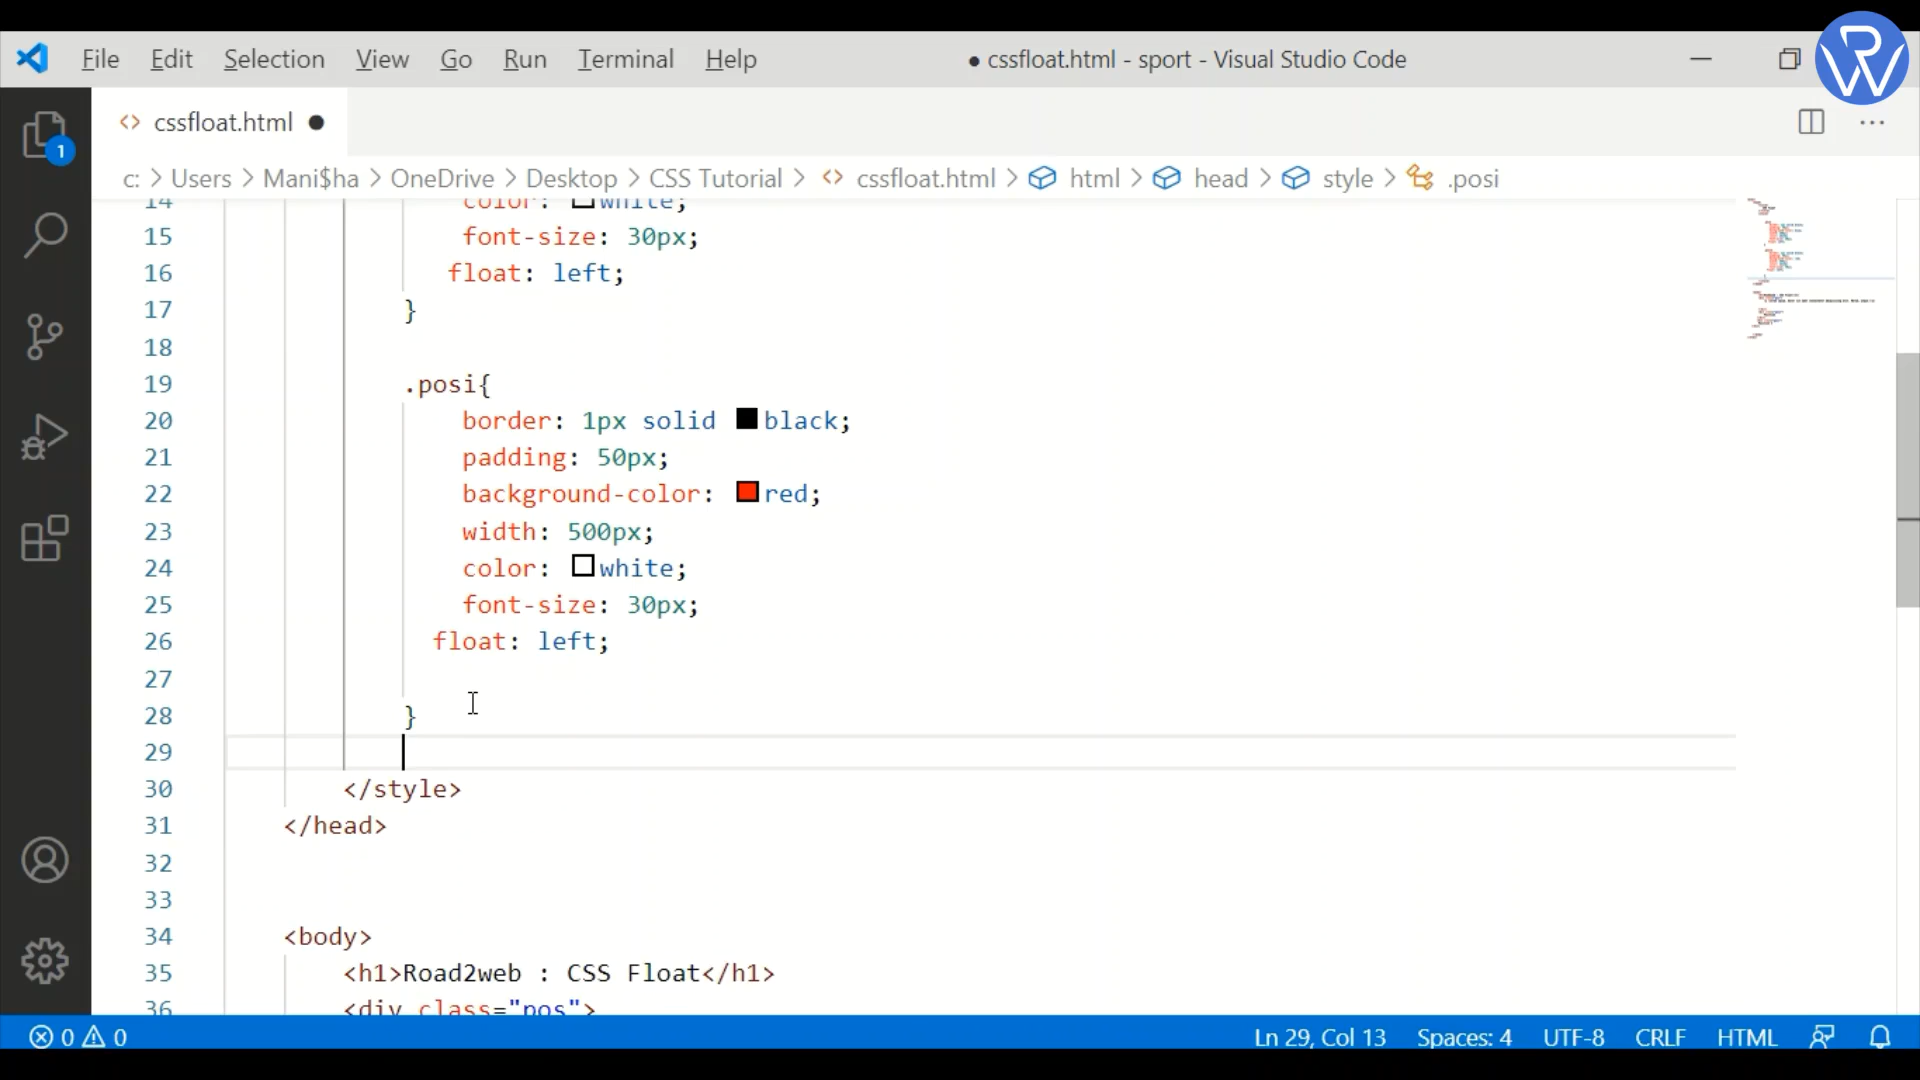 File Edit Selection View Go Run Terminal Help ● cssfloat.html - sport - Visual Studio Code
RW
<> cssfloat.html ● ···
1
c: > Users > Mani$ha > OneDrive > Desktop > CSS Tutorial > <> cssfloat.html > html > head > style > .posi
14 color: white;
15 font-size: 30px;
16 float: left;
17 }
18
19 .posi{
20 border: 1px solid black;
21 padding: 50px;
22 background-color: red;
23 width: 500px;
24 color: white;
25 font-size: 30px;
26 float: left;
27
28 }
29
30 </style>
31 </head>
32
33
34 <body>
35 <h1>Road2web : CSS Float</h1>
36 <div class="pos">
0 0 Ln 29, Col 13 Spaces: 4 UTF-8 CRLF HTML